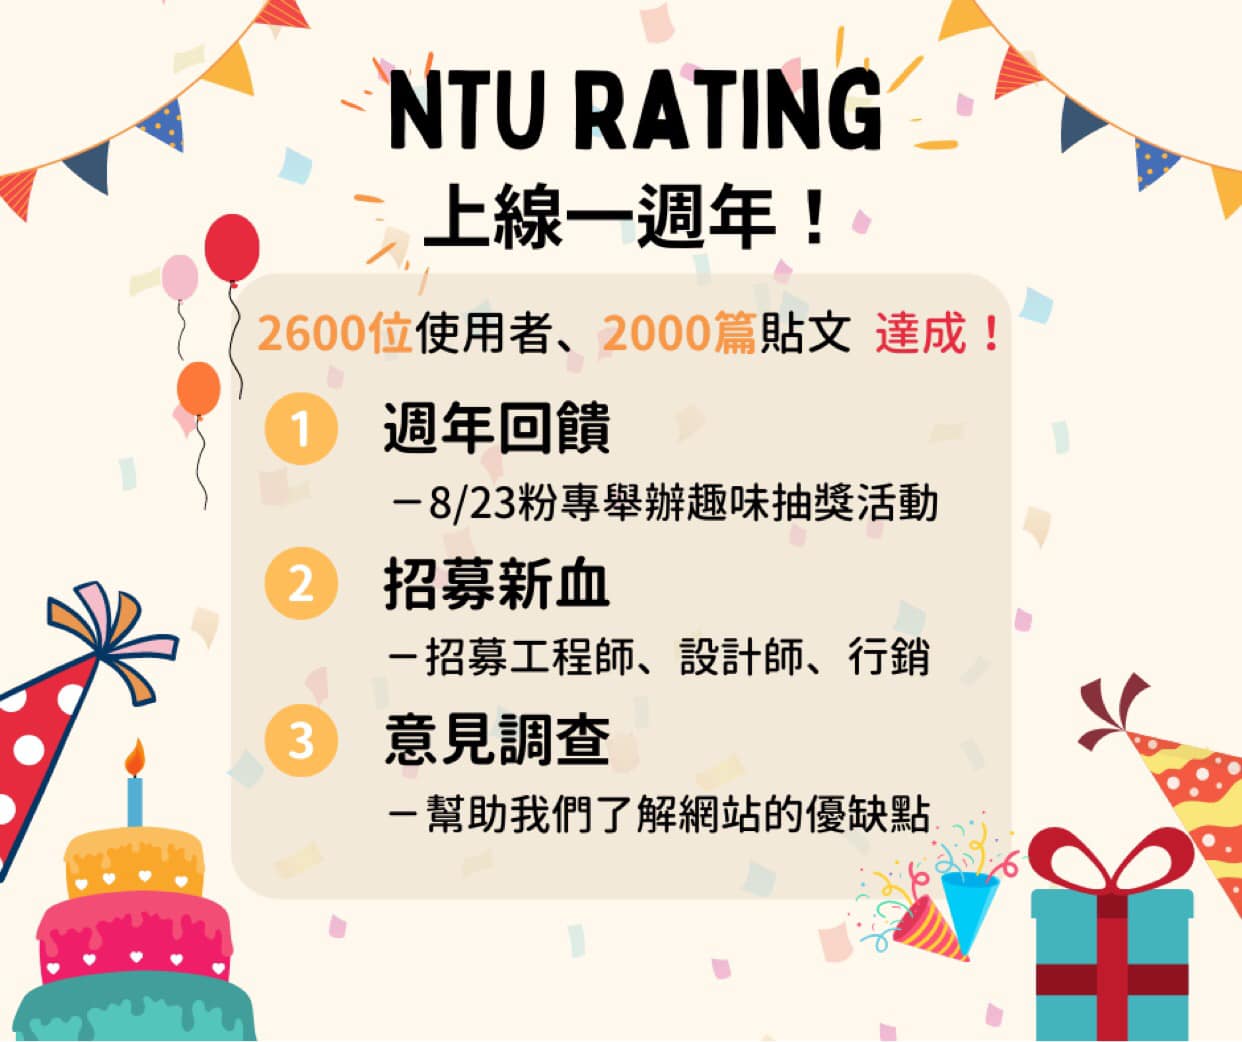 NTU RATING
上線一週年！
2600位使用者、2000篇貼文 達成！
1 週年回饋
－8/23粉專舉辦趣味抽獎活動
2 招募新血
－招募工程師、設計師、行銷
3 意見調查
－幫助我們了解網站的優缺點